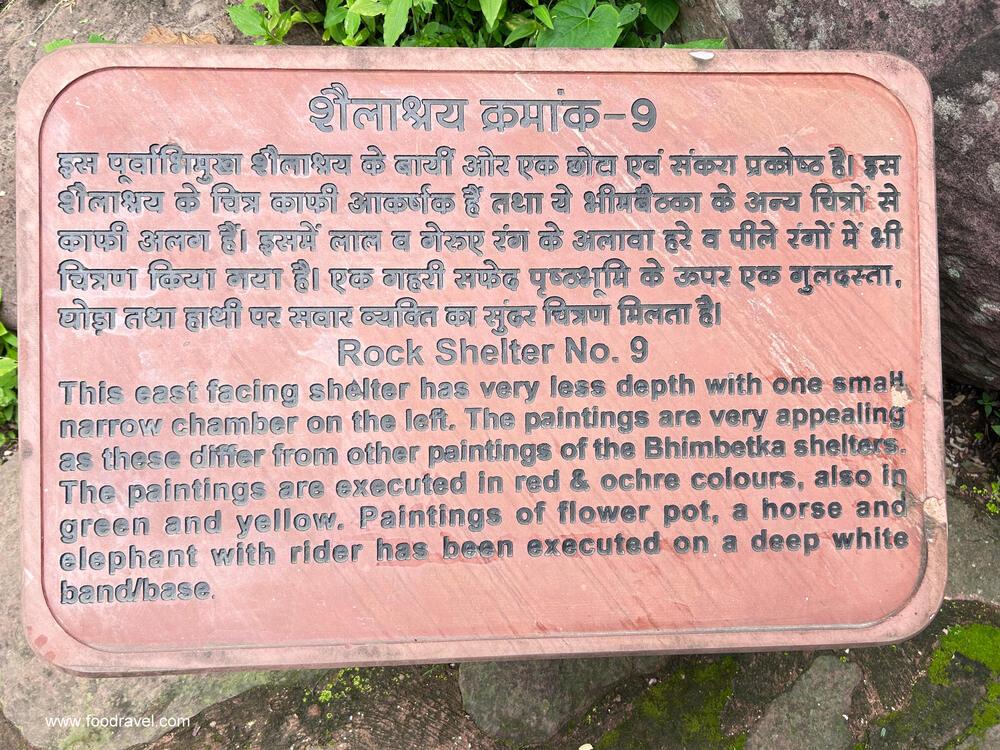 शैलाश्रय क्रमांक-9
इस पूर्वाभिमुखा शैलाश्रय के बायीं ओर एक छोटा एवं संकरा प्रकोष्ठ है। इस
शैलाश्रय के चित्र काफी आकर्षक हैं तथा ये भीमबैठका के अन्य चित्रों से
काफी अलग हैं। इसमें लाल व गेरूए रंग के अलावा हरे व पीले रंगों में भी
चित्रण किया गया है। एक गहरी सफेद पृष्ठभूमि के ऊपर एक गुलदस्ता,
घोड़ा तथा हाथी पर सवार व्यक्ति का सुंदर चित्रण मिलता है।
Rock Shelter No. 9
This east facing shelter has very less depth with one small
narrow chamber on the left. The paintings are very appealing
as these differ from other paintings of the Bhimbetka shelters.
The paintings are executed in red & ochre colours, also in
green and yellow. Paintings of flower pot, a horse and
elephant with rider has been executed on a deep white
band/base.
www.foodravel.com